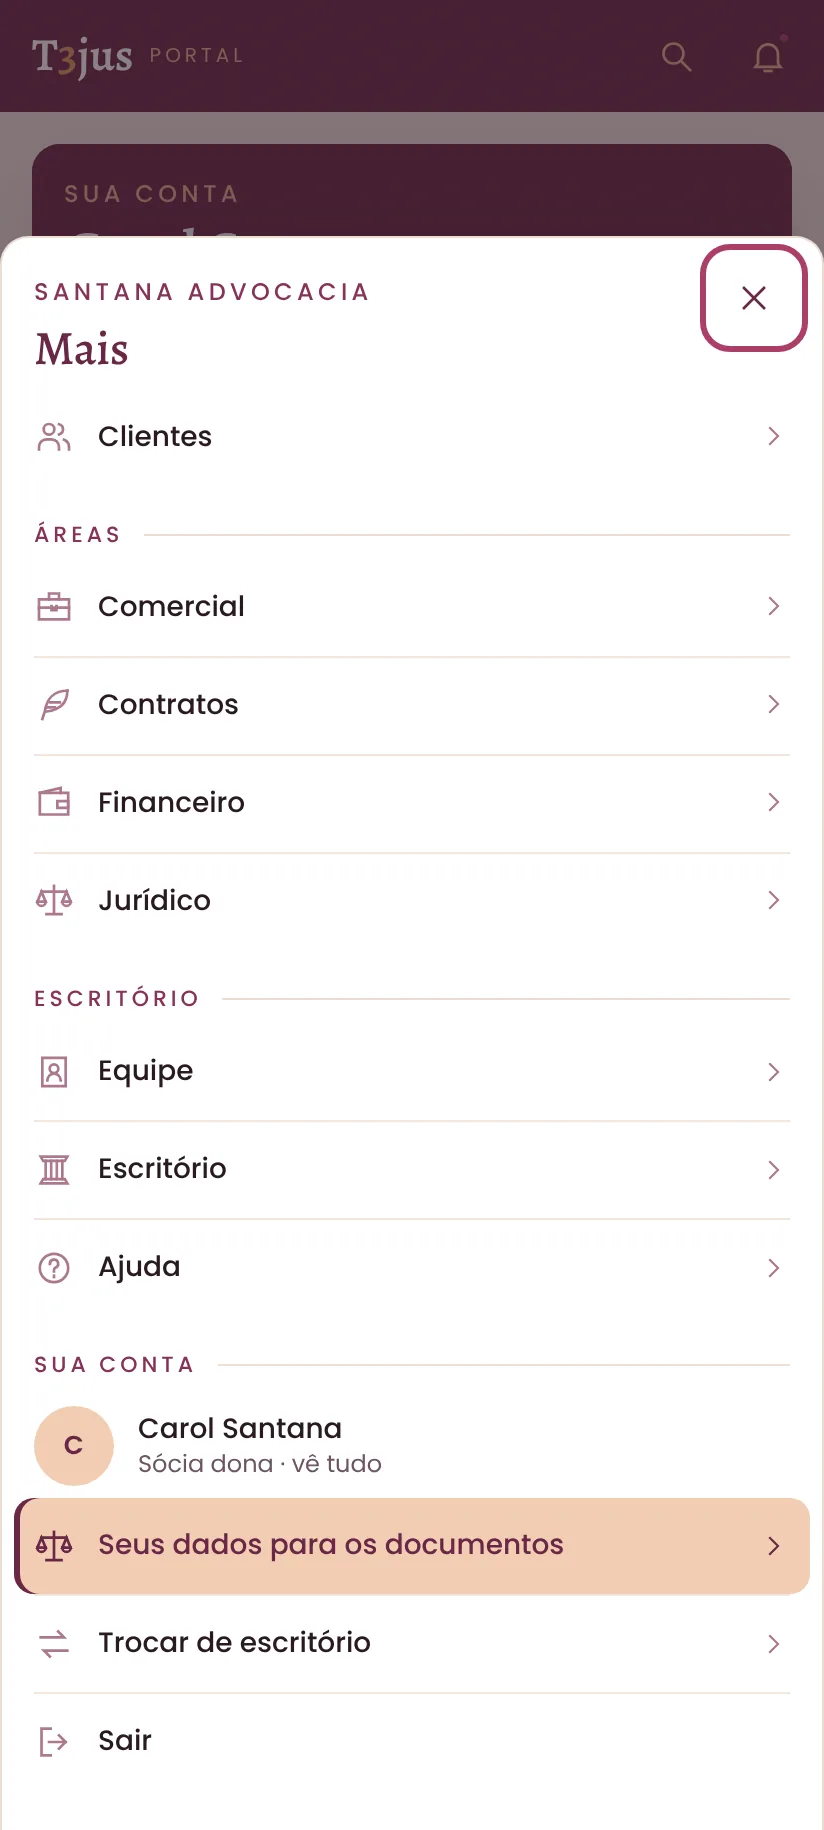 T3jus PORTAL
SUA CONTA
SANTANA ADVOCACIA
Mais
Clientes
ÁREAS
Comercial
Contratos
Financeiro
Jurídico
ESCRITÓRIO
Equipe
Escritório
Ajuda
SUA CONTA
C
Carol Santana
Sócia dona · vê tudo
Seus dados para os documentos
Trocar de escritório
Sair